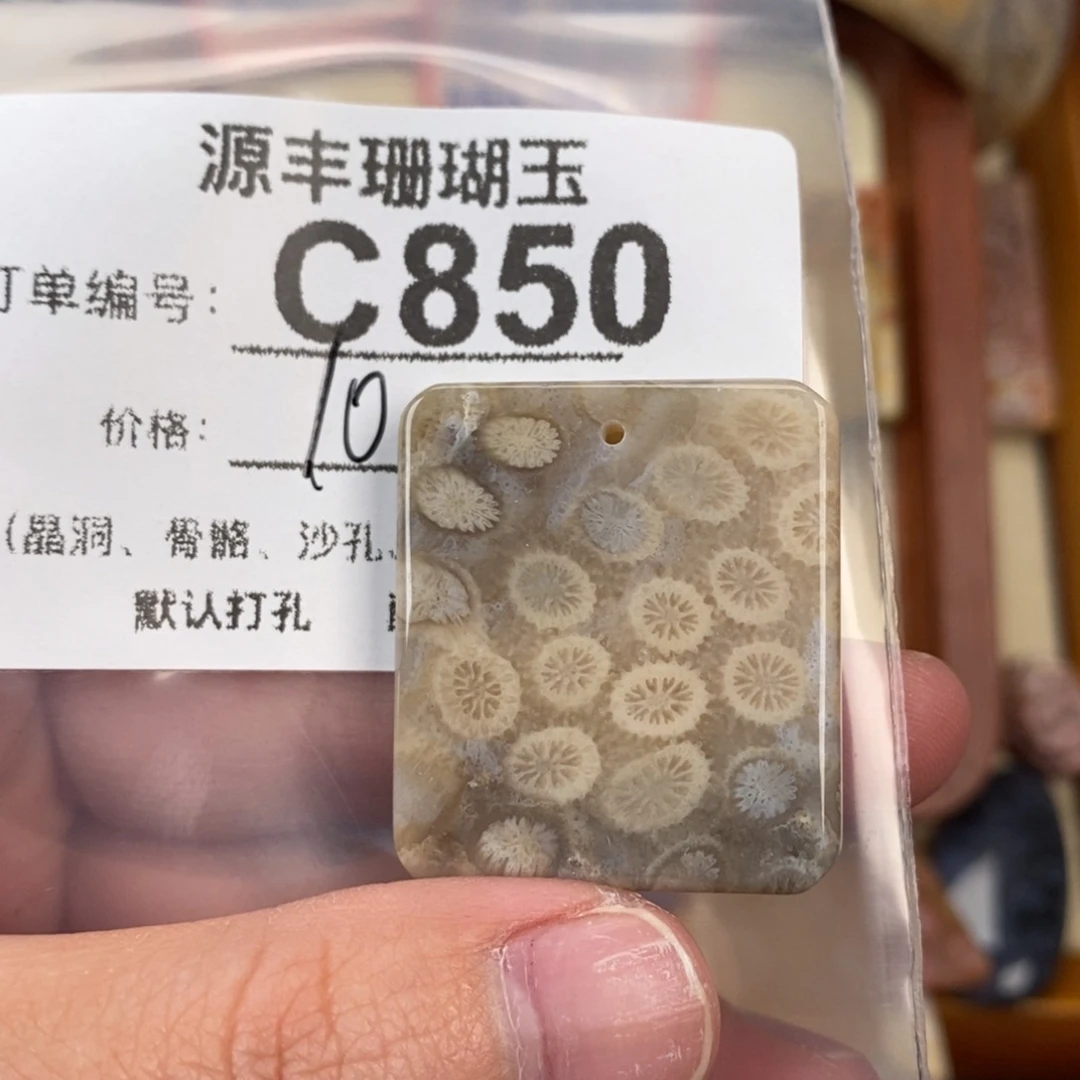 源丰珊瑚玉
订单编号： C850
价格： 10
（晶洞、骨骼、沙孔、
默认打孔